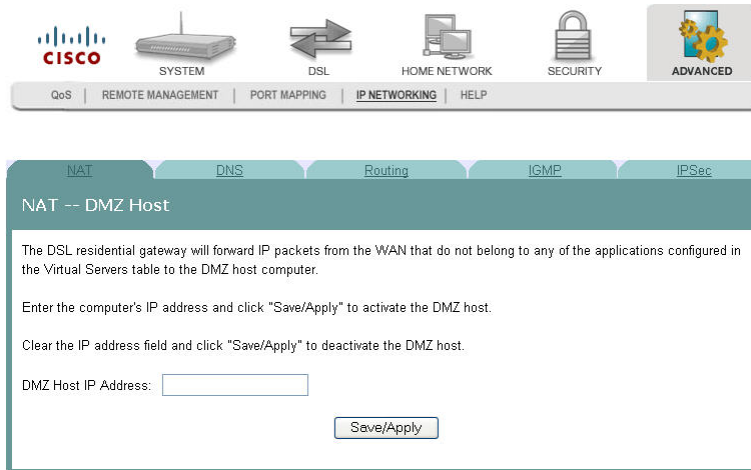 CISCO
SYSTEM
DSL
HOME NETWORK
SECURITY
ADVANCED
QoS | REMOTE MANAGEMENT | PORT MAPPING | IP NETWORKING | HELP
NAT
DNS
Routing
IGMP
IPSec
NAT -- DMZ Host
The DSL residential gateway will forward IP packets from the WAN that do not belong to any of the applications configured in
the Virtual Servers table to the DMZ host computer.
Enter the computer's IP address and click "Save/Apply" to activate the DMZ host.
Clear the IP address field and click "Save/Apply" to deactivate the DMZ host.
DMZ Host IP Address:
Save/Apply